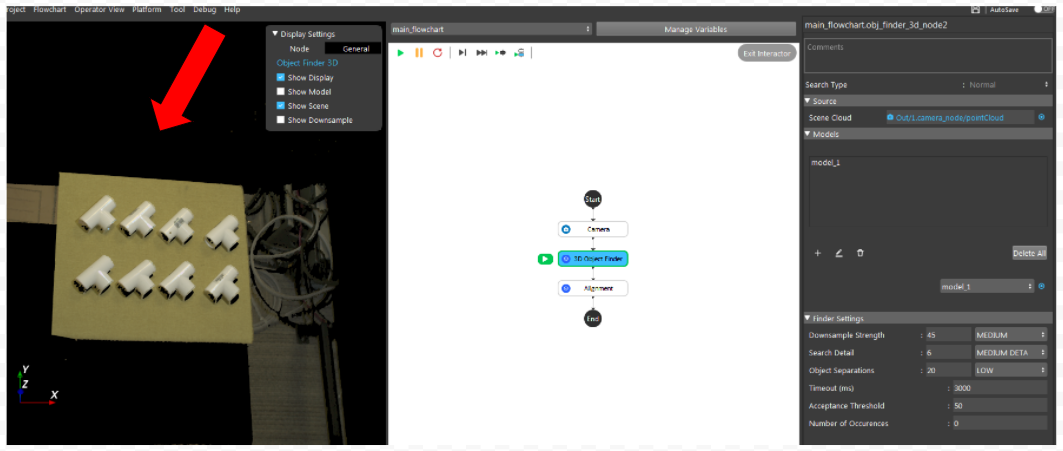 roject Flowchart Operator View Platform Tool Debug Help
AutoSave
Display Settings
Node General
Object Finder 3D
Show Display
Show Model
Show Scene
Show Downsample
Y
Z
X
main_flowchart
Manage Variables
Exit Interactor
Start
Camera
3D Object Finder
Alignment
End
main_flowchart.obj_finder_3d_node2
Comments
Search Type : Normal
Source
Scene Cloud Out/1.camera_node/pointCloud
Models
model_1
Delete All
model_1
Finder Settings
Downsample Strength : 45 MEDIUM
Search Detail : 6 MEDIUM DETA
Object Separations : 20 LOW
Timeout (ms) : 3000
Acceptance Threshold : 50
Number of Occurences : 0